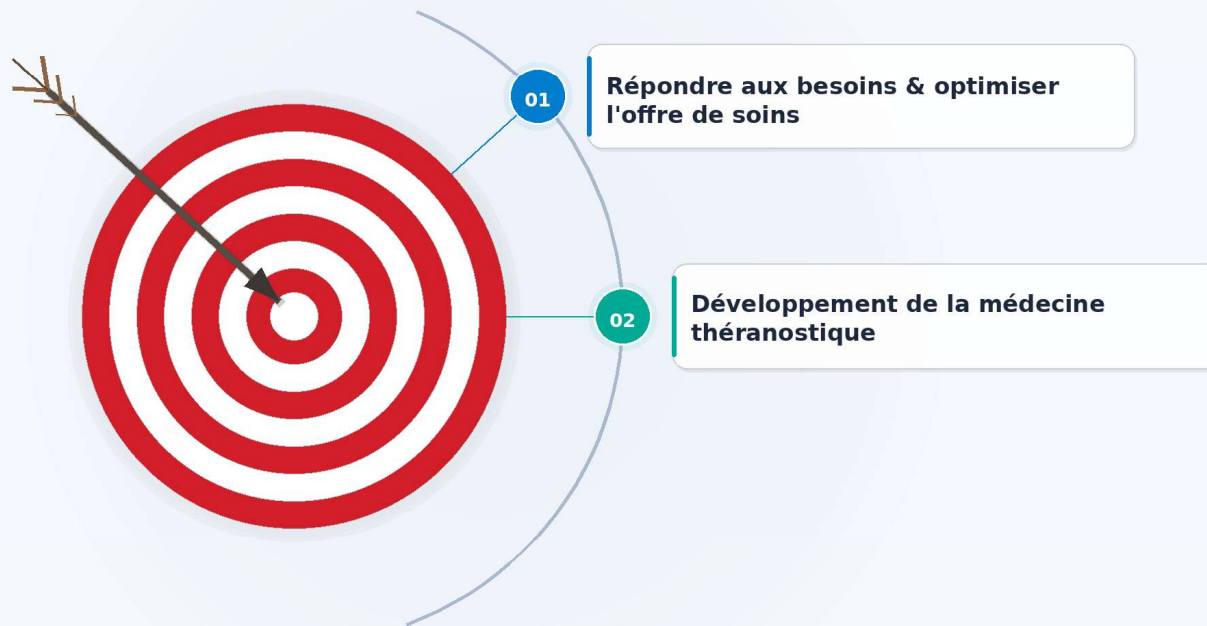 01
Répondre aux besoins & optimiser
l'offre de soins
02
Développement de la médecine
théranostique